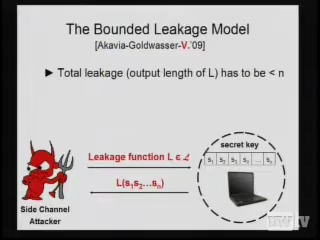 The Bounded Leakage Model
[Akavia-Goldwasser-V.'09]
► Total leakage (output length of L) has to be < n
Leakage function L ϵ ℒ
secret key
s₁ s₂ s₃ s₄ s₅ ... sₙ
L(s₁s₂...sₙ)
Side Channel
Attacker